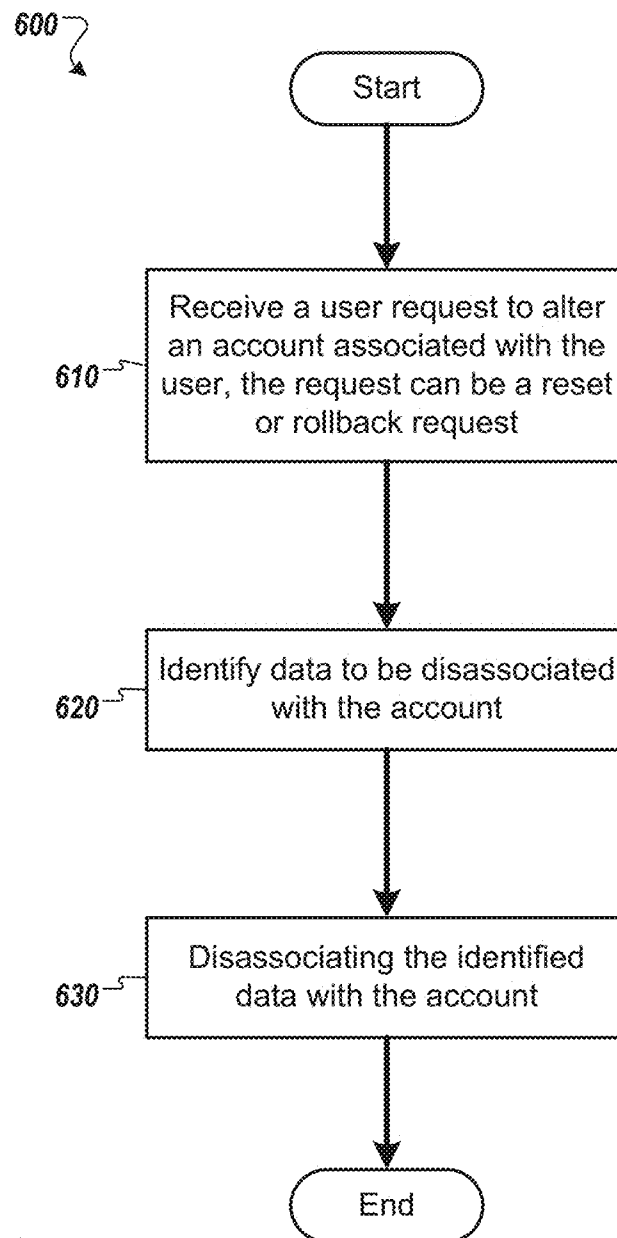 600
Start
610
Receive a user request to alter
an account associated with the
user, the request can be a reset
or rollback request
620
Identify data to be disassociated
with the account
630
Disassociating the identified
data with the account
End